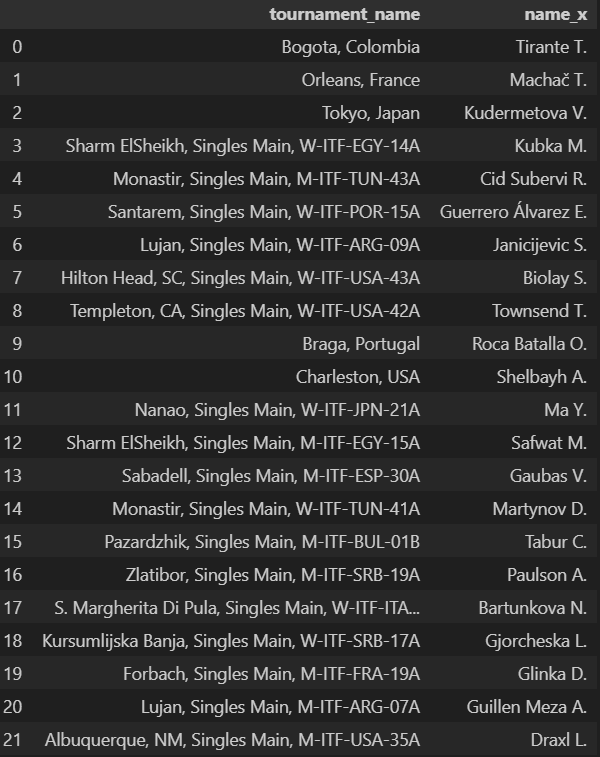 tournament_name name_x
0 Bogota, Colombia Tirante T.
1 Orleans, France Machač T.
2 Tokyo, Japan Kudermetova V.
3 Sharm ElSheikh, Singles Main, W-ITF-EGY-14A Kubka M.
4 Monastir, Singles Main, M-ITF-TUN-43A Cid Subervi R.
5 Santarem, Singles Main, W-ITF-POR-15A Guerrero Álvarez E.
6 Lujan, Singles Main, W-ITF-ARG-09A Janicijevic S.
7 Hilton Head, SC, Singles Main, W-ITF-USA-43A Biolay S.
8 Templeton, CA, Singles Main, W-ITF-USA-42A Townsend T.
9 Braga, Portugal Roca Batalla O.
10 Charleston, USA Shelbayh A.
11 Nanao, Singles Main, W-ITF-JPN-21A Ma Y.
12 Sharm ElSheikh, Singles Main, M-ITF-EGY-15A Safwat M.
13 Sabadell, Singles Main, M-ITF-ESP-30A Gaubas V.
14 Monastir, Singles Main, W-ITF-TUN-41A Martynov D.
15 Pazardzhik, Singles Main, M-ITF-BUL-01B Tabur C.
16 Zlatibor, Singles Main, M-ITF-SRB-19A Paulson A.
17 S. Margherita Di Pula, Singles Main, W-ITF-ITA... Bartunkova N.
18 Kursumlijska Banja, Singles Main, W-ITF-SRB-17A Gjorcheska L.
19 Forbach, Singles Main, M-ITF-FRA-19A Glinka D.
20 Lujan, Singles Main, M-ITF-ARG-07A Guillen Meza A.
21 Albuquerque, NM, Singles Main, M-ITF-USA-35A Draxl L.